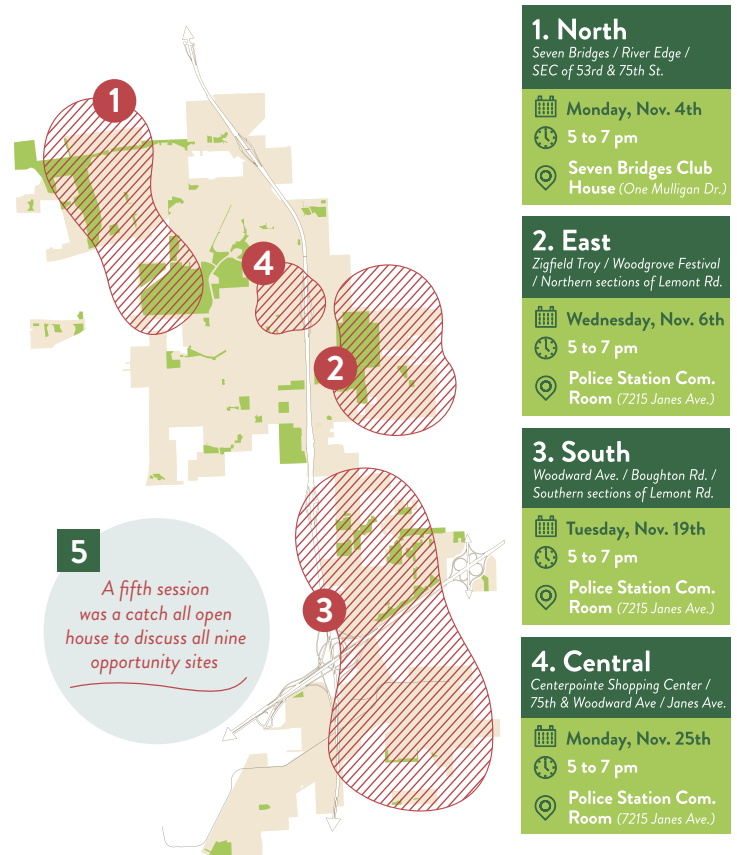 1
4
2
3
5
A fifth session
was a catch all open
house to discuss all nine
opportunity sites
1. North
Seven Bridges / River Edge /
SEC of 53rd & 75th St.
Monday, Nov. 4th
5 to 7 pm
Seven Bridges Club
House (One Mulligan Dr.)
2. East
Zigfield Troy / Woodgrove Festival
/ Northern sections of Lemont Rd.
Wednesday, Nov. 6th
5 to 7 pm
Police Station Com.
Room (7215 Janes Ave.)
3. South
Woodward Ave. / Boughton Rd. /
Southern sections of Lemont Rd.
Tuesday, Nov. 19th
5 to 7 pm
Police Station Com.
Room (7215 Janes Ave.)
4. Central
Centerpointe Shopping Center /
75th & Woodward Ave / Janes Ave.
Monday, Nov. 25th
5 to 7 pm
Police Station Com.
Room (7215 Janes Ave.)